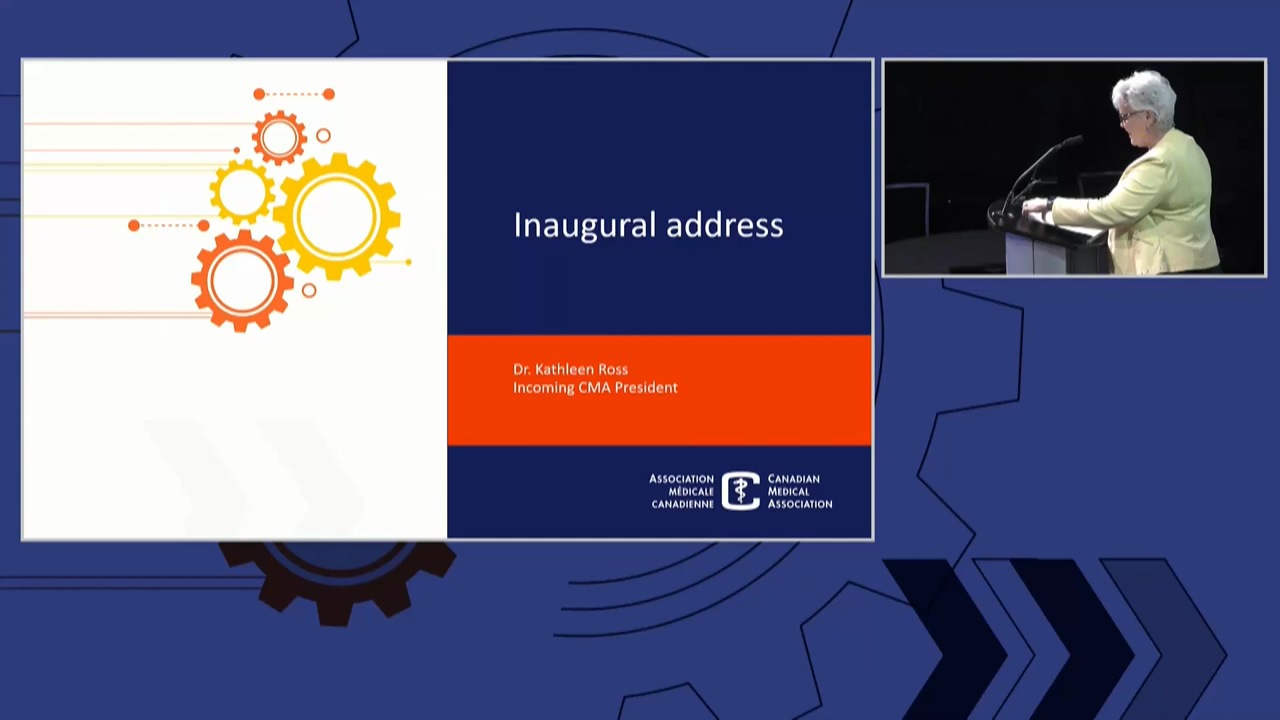 Inaugural address
Dr. Kathleen Ross
Incoming CMA President
ASSOCIATION
MÉDICALE
CANADIENNE
CANADIAN
MEDICAL
ASSOCIATION